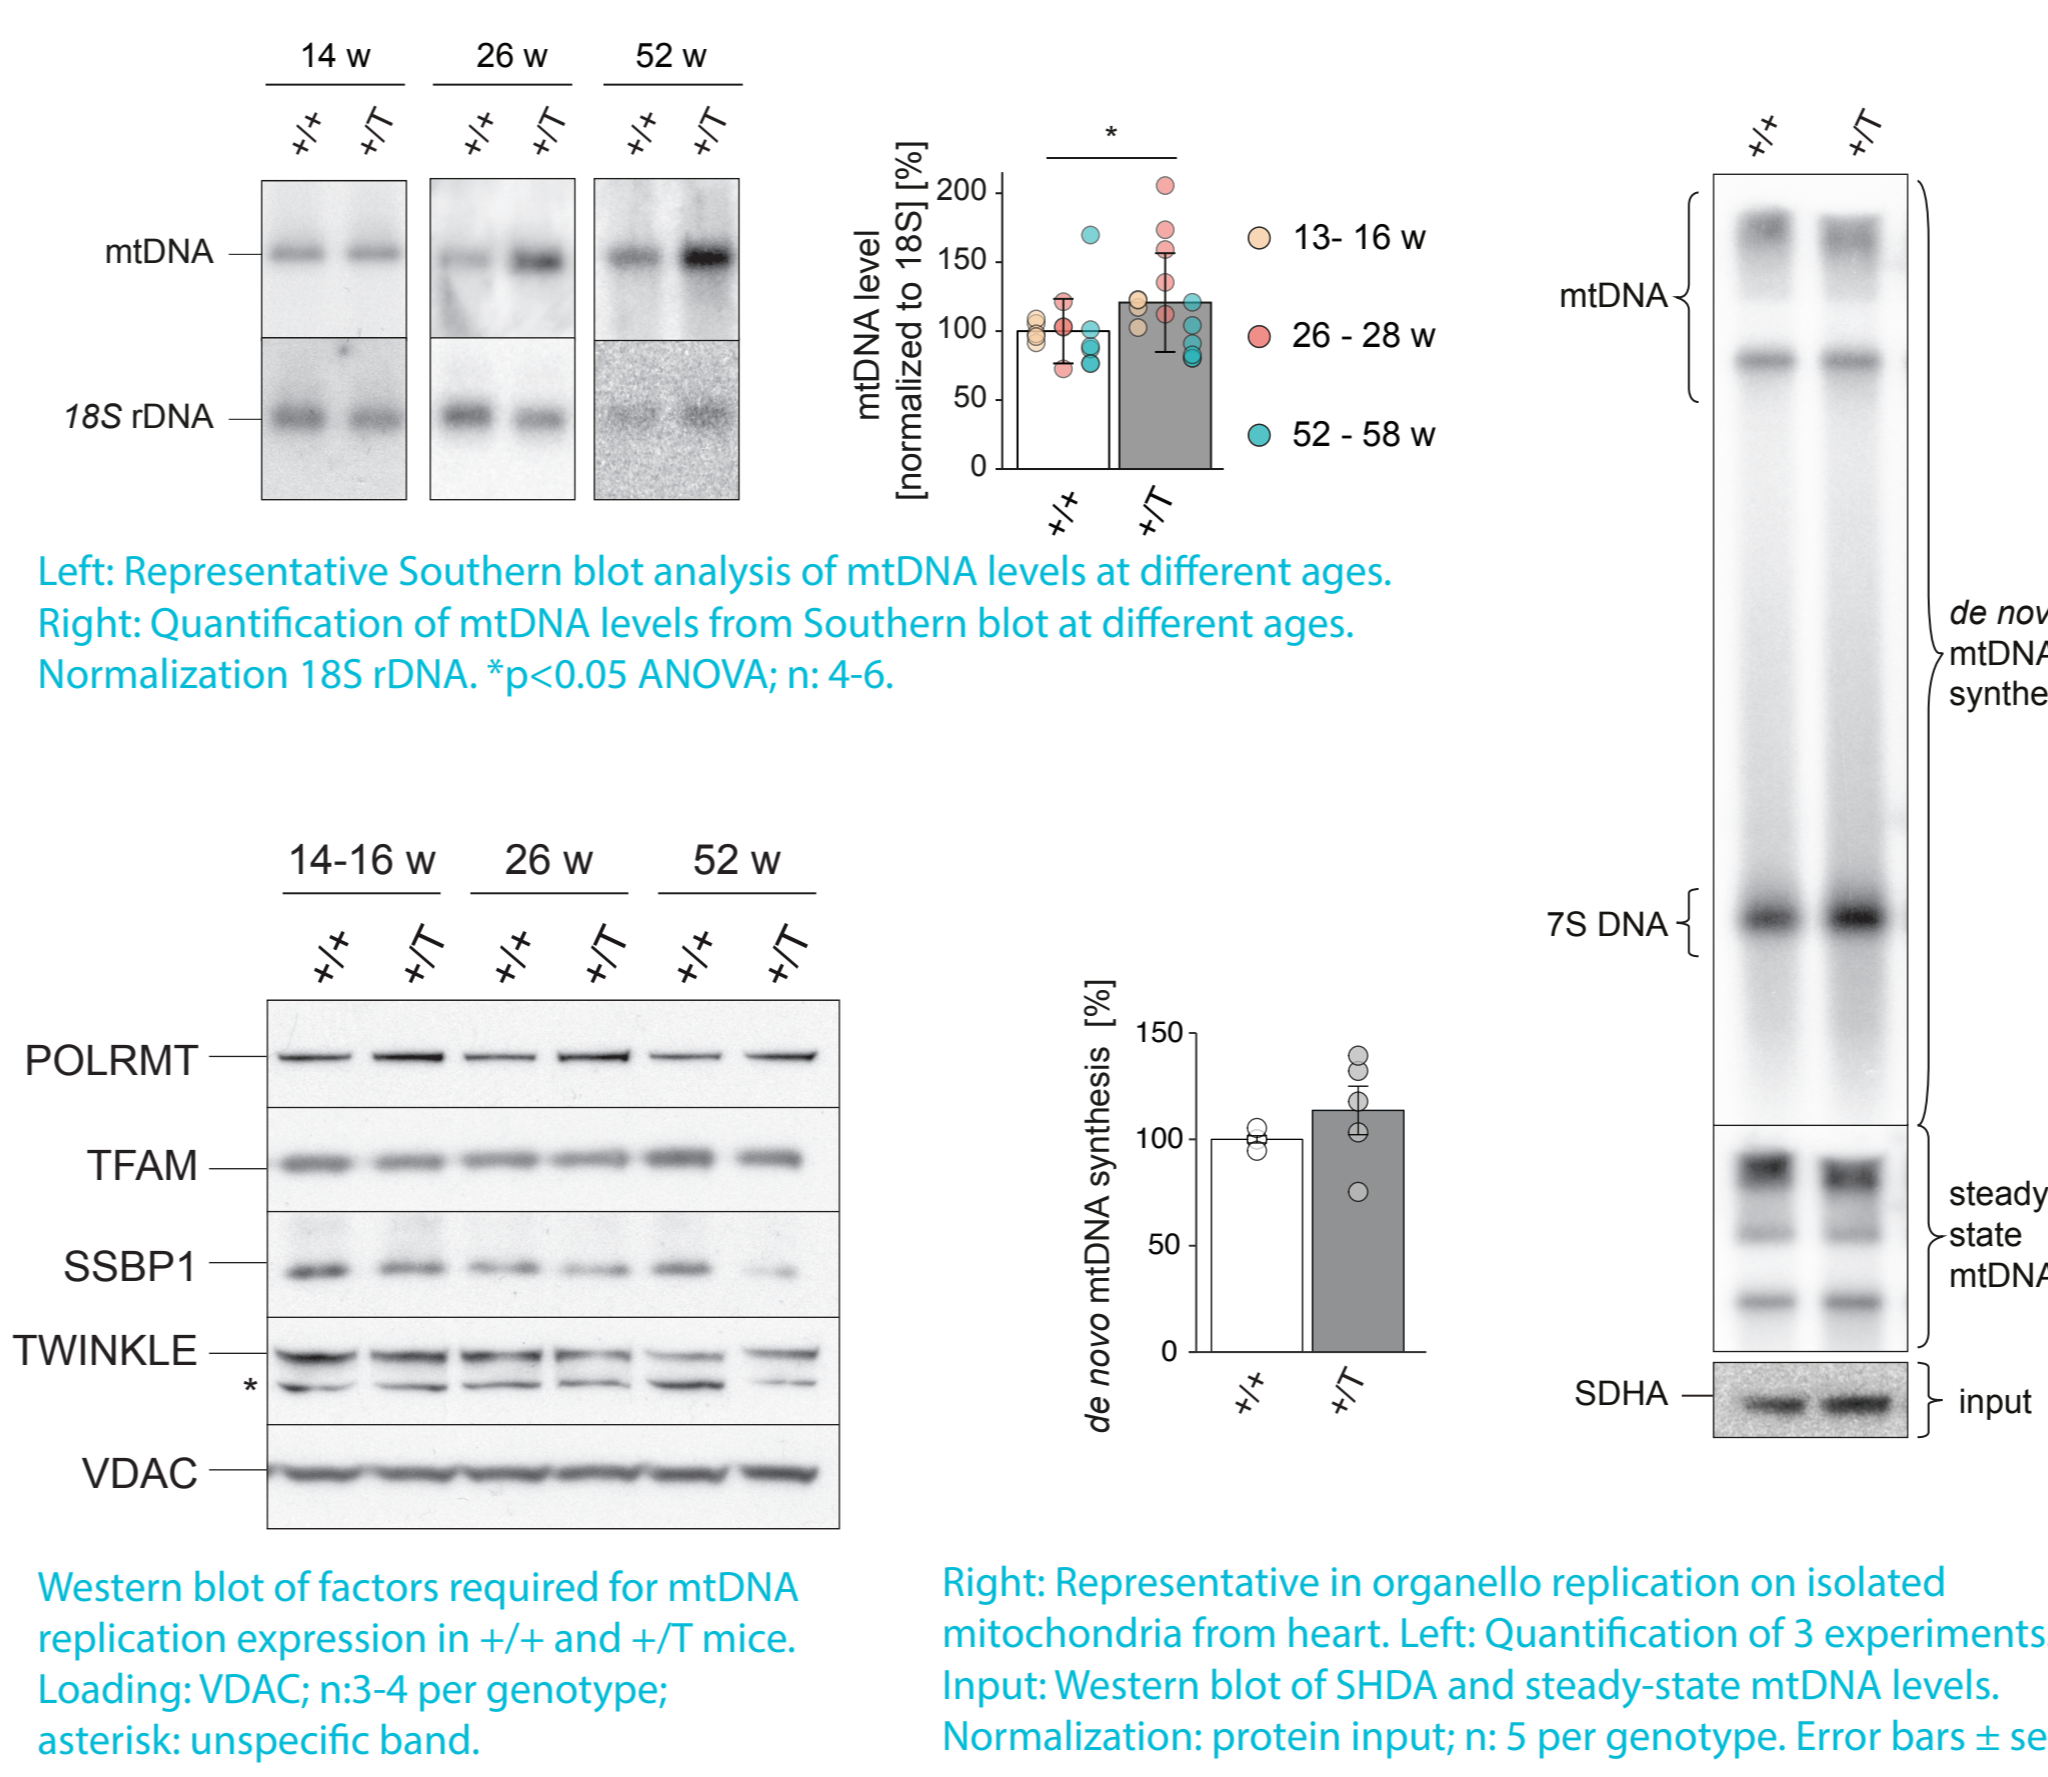 14 w
26 w
52 w
+/+
+/T
+/+
+/T
+/+
+/T
mtDNA
18S rDNA
mtDNA level
[normalized to 18S] [%]
200
150
100
50
0
*
+/+
+/T
13- 16 w
26 - 28 w
52 - 58 w
Left: Representative Southern blot analysis of mtDNA levels at different ages.
Right: Quantification of mtDNA levels from Southern blot at different ages.
Normalization 18S rDNA. *p<0.05 ANOVA; n: 4-6.
14-16 w
26 w
52 w
+/+
+/T
+/+
+/T
+/+
+/T
POLRMT
TFAM
SSBP1
TWINKLE
*
VDAC
Western blot of factors required for mtDNA
replication expression in +/+ and +/T mice.
Loading: VDAC; n:3-4 per genotype;
asterisk: unspecific band.
de novo mtDNA synthesis [%]
150
100
50
0
+/+
+/T
+/+
+/T
mtDNA
7S DNA
de nov
mtDNA
synthe
steady
state
mtDNA
SDHA
input
Right: Representative in organello replication on isolated
mitochondria from heart. Left: Quantification of 3 experiments.
Input: Western blot of SHDA and steady-state mtDNA levels.
Normalization: protein input; n: 5 per genotype. Error bars ± se